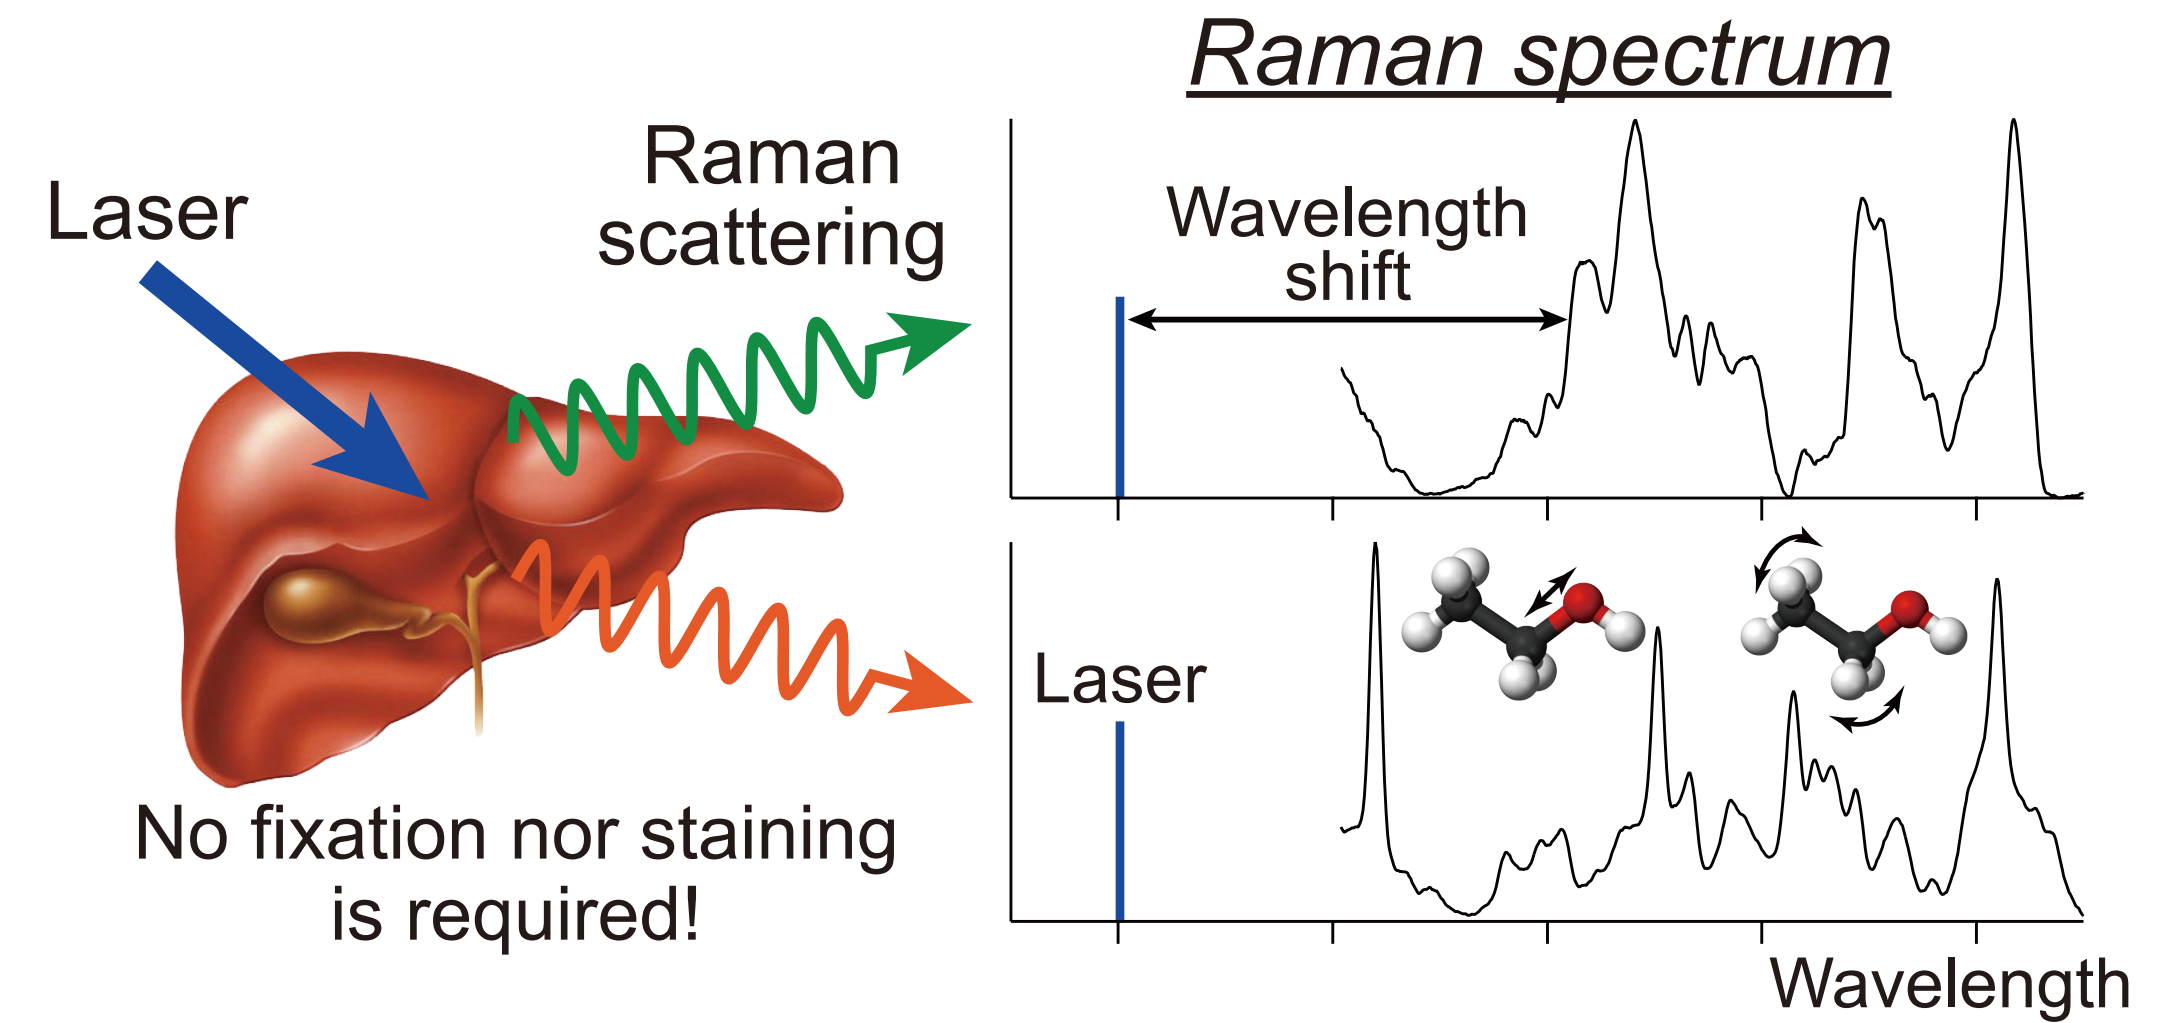 Raman spectrum
Laser
Raman
scattering
Wavelength
shift
Laser
No fixation nor staining
is required!
Wavelength